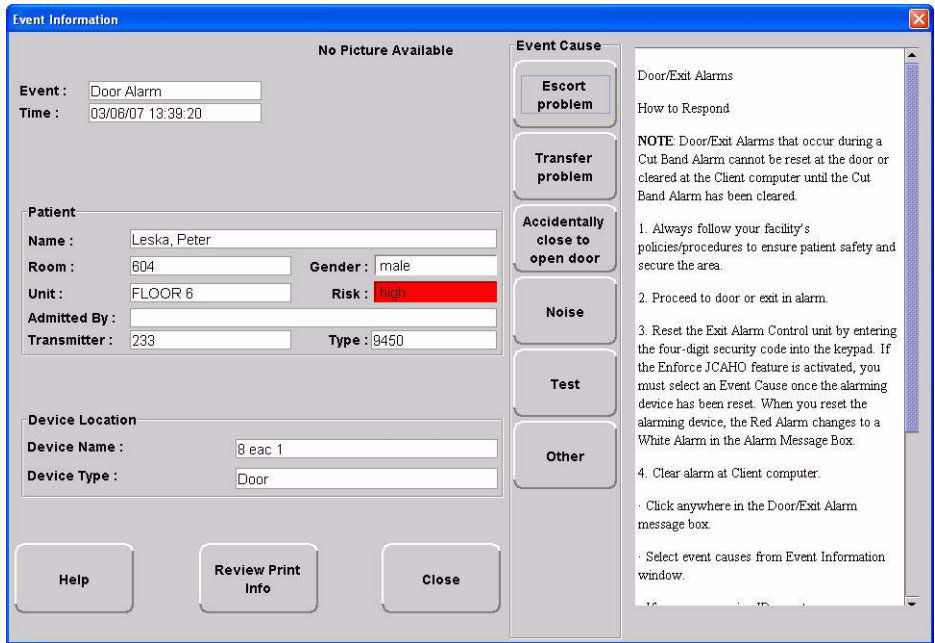 Event Information
No Picture Available
Event :
Door Alarm
Time :
03/06/07 13:39:20
Patient
Name :
Leska, Peter
Room :
604
Gender :
male
Unit :
FLOOR 6
Risk :
high
Admitted By :
Transmitter :
233
Type :
9450
Device Location
Device Name :
8 eac 1
Device Type :
Door
Help
Review Print
Info
Close
Event Cause
Escort
problem
Transfer
problem
Accidentally
close to
open door
Noise
Test
Other
Door/Exit Alarms
How to Respond
NOTE: Door/Exit Alarms that occur during a
Cut Band Alarm cannot be reset at the door or
cleared at the Client computer until the Cut
Band Alarm has been cleared.
1. Always follow your facility's
policies/procedures to ensure patient safety and
secure the area.
2. Proceed to door or exit in alarm.
3. Reset the Exit Alarm Control unit by entering
the four-digit security code into the keypad. If
the Enforce JCAHO feature is activated, you
must select an Event Cause once the alarming
device has been reset. When you reset the
alarming device, the Red Alarm changes to a
White Alarm in the Alarm Message Box.
4. Clear alarm at Client computer.
· Click anywhere in the Door/Exit Alarm
message box.
· Select event causes from Event Information
window.